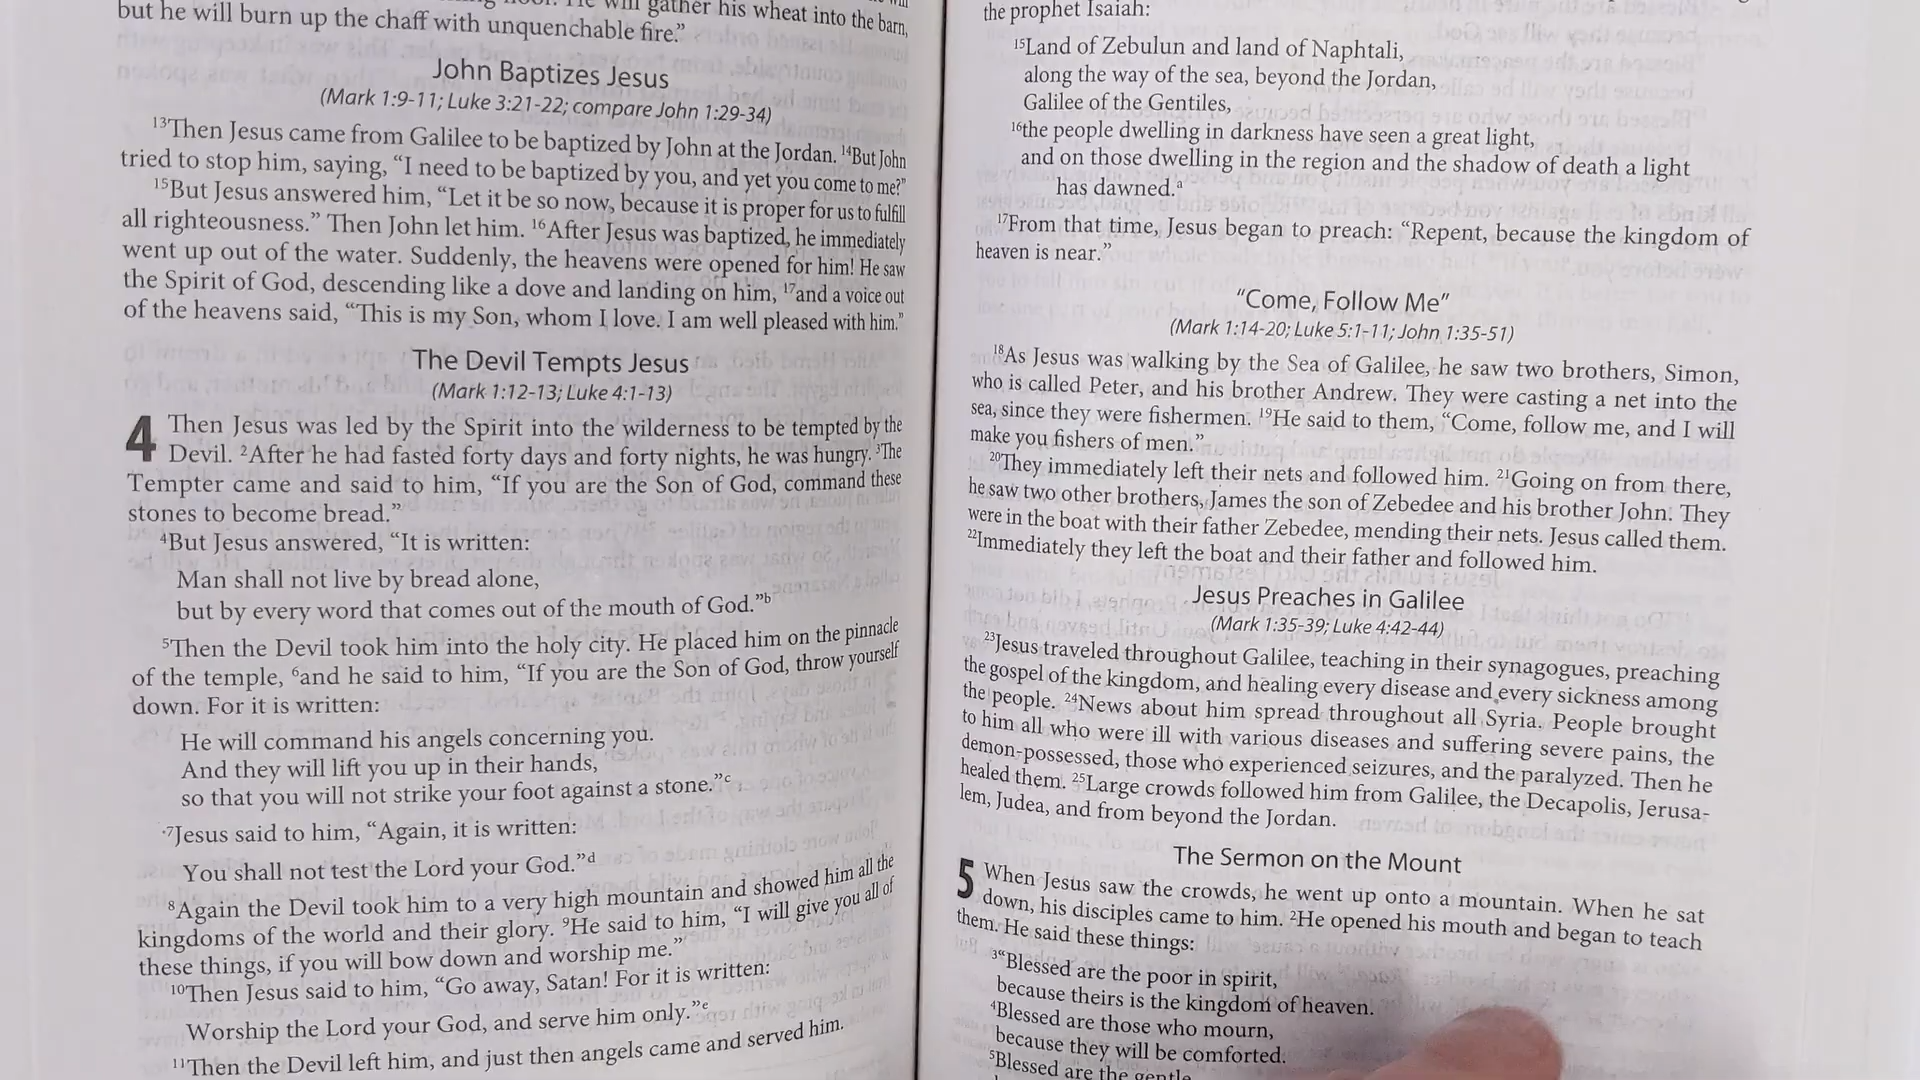 will gather his wheat into the barn,
but he will burn up the chaff with unquenchable fire.”
John Baptizes Jesus
(Mark 1:9-11; Luke 3:21-22; compare John 1:29-34)
13Then Jesus came from Galilee to be baptized by John at the Jordan. 14But John
tried to stop him, saying, “I need to be baptized by you, and yet you come to me?”
15But Jesus answered him, “Let it be so now, because it is proper for us to fulfill
all righteousness.” Then John let him. 16After Jesus was baptized, he immediately
went up out of the water. Suddenly, the heavens were opened for him! He saw
the Spirit of God, descending like a dove and landing on him, 17and a voice out
of the heavens said, “This is my Son, whom I love. I am well pleased with him.”
The Devil Tempts Jesus
(Mark 1:12-13; Luke 4:1-13)
4 Then Jesus was led by the Spirit into the wilderness to be tempted by the
Devil. 2After he had fasted forty days and forty nights, he was hungry. 3The
Tempter came and said to him, “If you are the Son of God, command these
stones to become bread.”
4But Jesus answered, “It is written:
Man shall not live by bread alone,
but by every word that comes out of the mouth of God.”b
5Then the Devil took him into the holy city. He placed him on the pinnacle
of the temple, 6and he said to him, “If you are the Son of God, throw yourself
down. For it is written:
He will command his angels concerning you.
And they will lift you up in their hands,
so that you will not strike your foot against a stone.”c
7Jesus said to him, “Again, it is written:
You shall not test the Lord your God.”d
8Again the Devil took him to a very high mountain and showed him all the
kingdoms of the world and their glory. 9He said to him, “I will give you all of
these things, if you will bow down and worship me.”
10Then Jesus said to him, “Go away, Satan! For it is written:
Worship the Lord your God, and serve him only.”e
11Then the Devil left him, and just then angels came and served him.
the prophet Isaiah:
15Land of Zebulun and land of Naphtali,
along the way of the sea, beyond the Jordan,
Galilee of the Gentiles,
16the people dwelling in darkness have seen a great light,
and on those dwelling in the region and the shadow of death a light
has dawned.a
17From that time, Jesus began to preach: “Repent, because the kingdom of
heaven is near.”
“Come, Follow Me”
(Mark 1:14-20; Luke 5:1-11; John 1:35-51)
18As Jesus was walking by the Sea of Galilee, he saw two brothers, Simon,
who is called Peter, and his brother Andrew. They were casting a net into the
sea, since they were fishermen. 19He said to them, “Come, follow me, and I will
make you fishers of men.”
20They immediately left their nets and followed him. 21Going on from there,
he saw two other brothers, James the son of Zebedee and his brother John. They
were in the boat with their father Zebedee, mending their nets. Jesus called them.
22Immediately they left the boat and their father and followed him.
Jesus Preaches in Galilee
(Mark 1:35-39; Luke 4:42-44)
23Jesus traveled throughout Galilee, teaching in their synagogues, preaching
the gospel of the kingdom, and healing every disease and every sickness among
the people. 24News about him spread throughout all Syria. People brought
to him all who were ill with various diseases and suffering severe pains, the
demon-possessed, those who experienced seizures, and the paralyzed. Then he
healed them. 25Large crowds followed him from Galilee, the Decapolis, Jerusa-
lem, Judea, and from beyond the Jordan.
The Sermon on the Mount
5 When Jesus saw the crowds, he went up onto a mountain. When he sat
down, his disciples came to him. 2He opened his mouth and began to teach
them. He said these things:
3“Blessed are the poor in spirit,
because theirs is the kingdom of heaven.
4Blessed are those who mourn,
because they will be comforted.
5Blessed are the gentle,